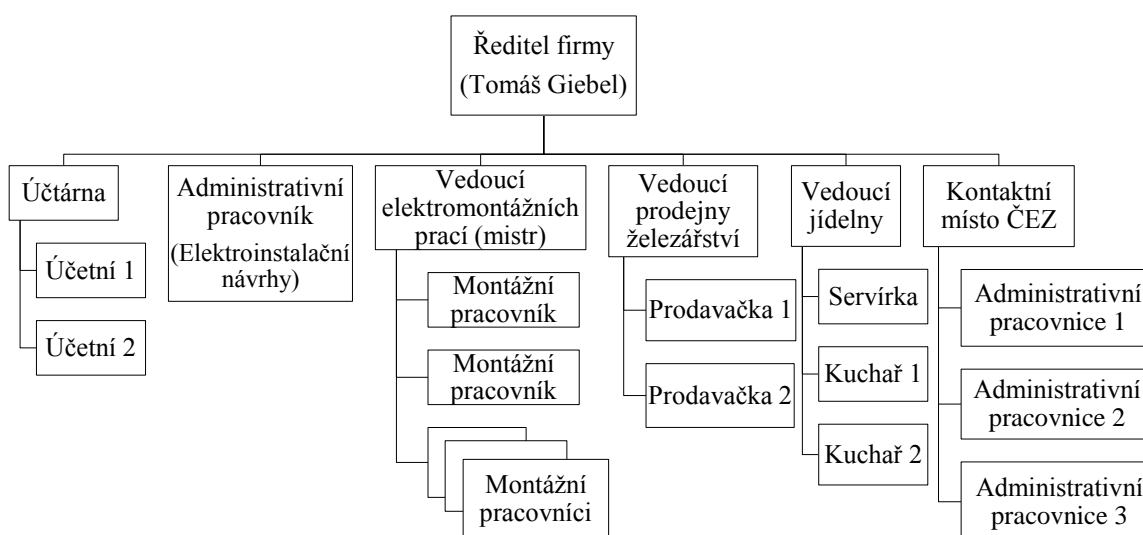 Ředitel firmy
(Tomáš Giebel)
Účtárna
Účetní 1
Účetní 2
Administrativní
pracovník
(Elektroinstalační
návrhy)
Vedoucí
elektromontážních
prací (mistr)
Montážní
pracovník
Montážní
pracovník
Montážní
pracovníci
Vedoucí
prodejny
železářství
Prodavačka 1
Prodavačka 2
Vedoucí
jídelny
Servírka
Kuchař 1
Kuchař 2
Kontaktní
místo ČEZ
Administrativní
pracovnice 1
Administrativní
pracovnice 2
Administrativní
pracovnice 3